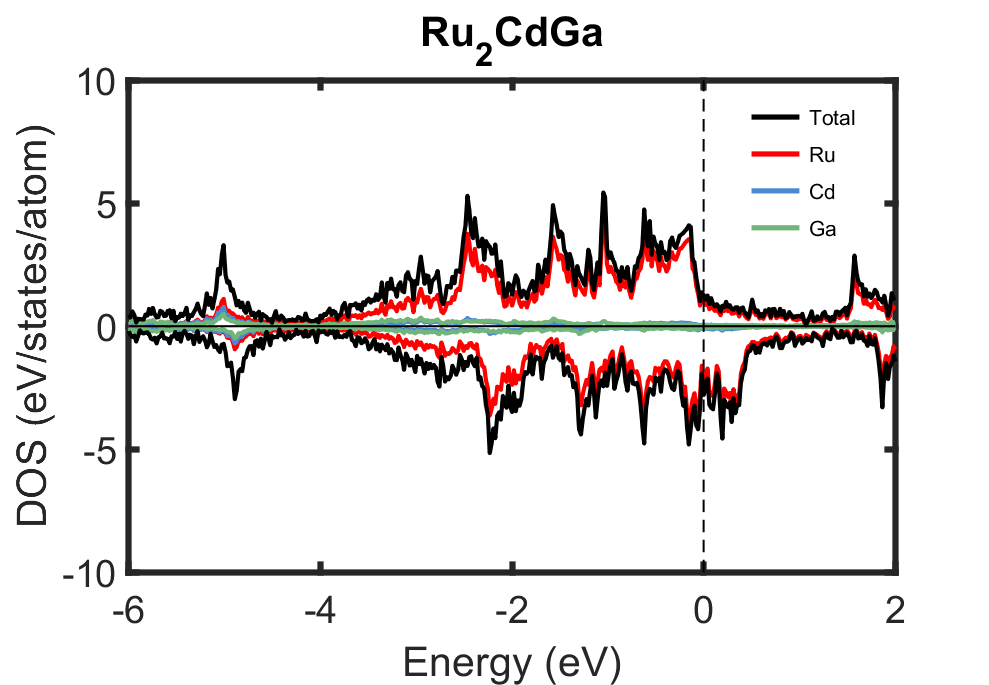 Ru2CdGa
10
5
0
-5
-10
DOS (eV/states/atom)
Total
Ru
Cd
Ga
-6
-4
-2
0
2
Energy (eV)